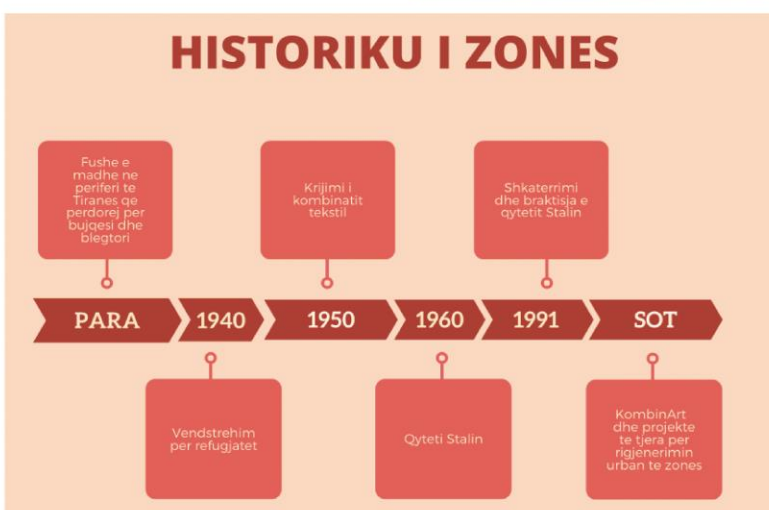 HISTORIKU I ZONES
Fushe e
madhe ne
periferi te
Tiranes qe
perdorej per
bujqesi dhe
blegtori
Krijimi i
kombinatit
tekstil
Shkaterrimi
dhe braktisja e
qytetit Stalin
PARA
1940
1950
1960
1991
SOT
Vendstrehim
per refugjatet
Qyteti Stalin
KombinArt
dhe projekte
te tjera per
rigjenerimin
urban te zones